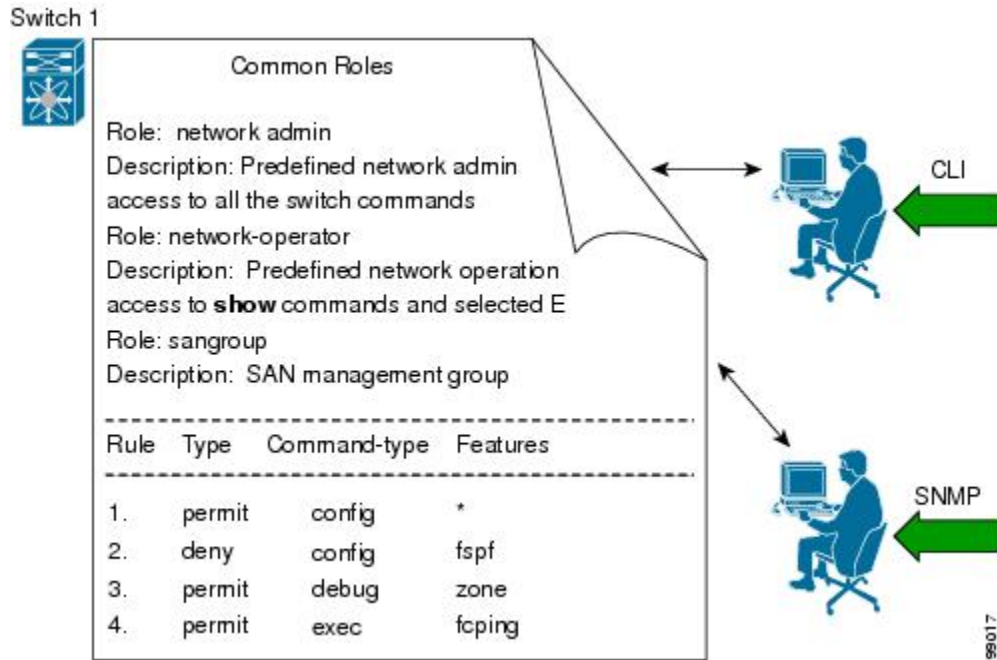 Switch 1
Common Roles
Role: network admin
Description: Predefined network admin
access to all the switch commands
Role: network-operator
Description: Predefined network operation
access to show commands and selected E
Role: sangroup
Description: SAN management group
Rule Type Command-type Features
1. permit config *
2. deny config fspf
3. permit debug zone
4. permit exec fcping
CLI
SNMP
99017